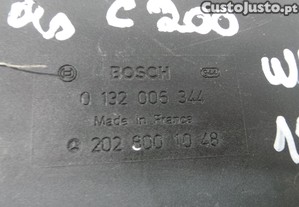 CustoJusto.pt
C 200
BOSCH
0 132 006 344
Made in France
202 800 10 48